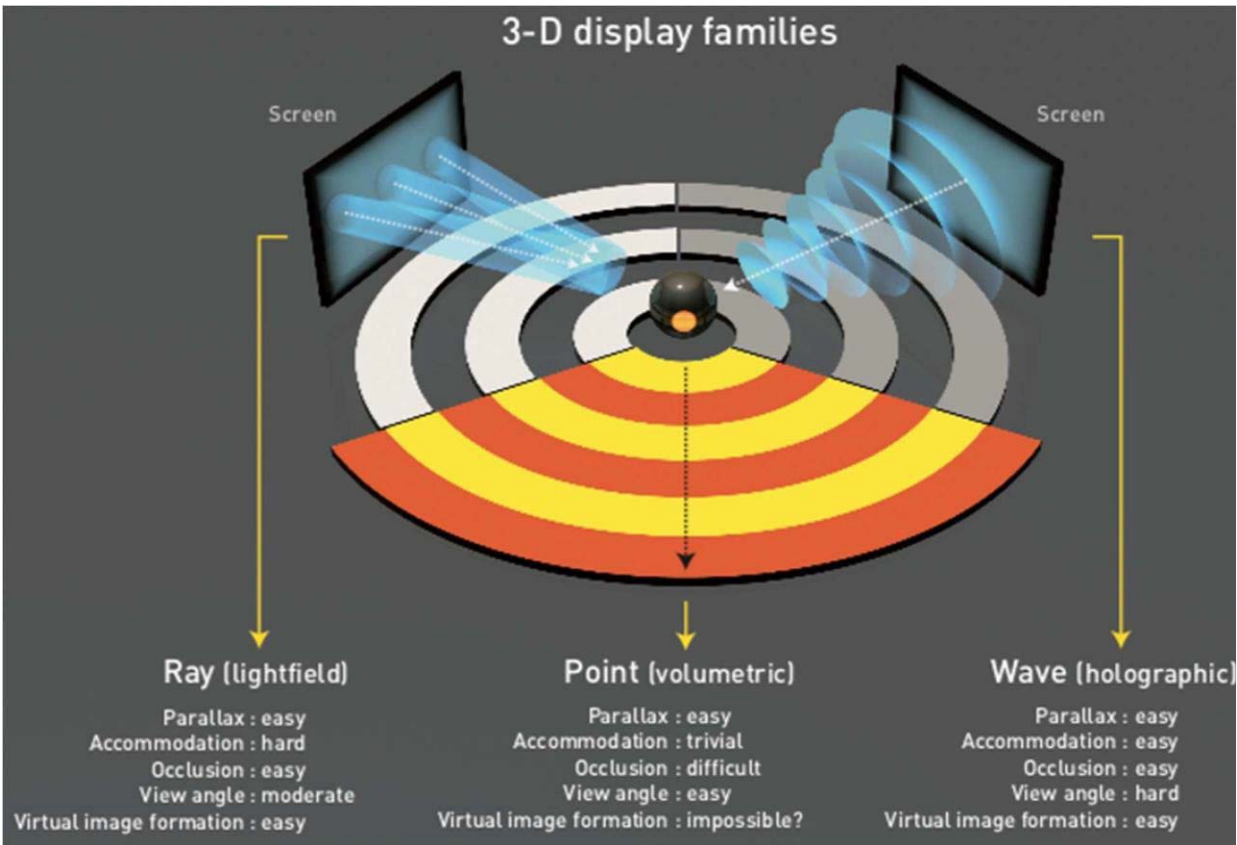 3-D display families
Screen
Screen
Ray (lightfield)
Parallax : easy
Accommodation : hard
Occlusion : easy
View angle : moderate
Virtual image formation : easy
Point (volumetric)
Parallax : easy
Accommodation : trivial
Occlusion : difficult
View angle : easy
Virtual image formation : impossible?
Wave (holographic)
Parallax : easy
Accommodation : easy
Occlusion : easy
View angle : hard
Virtual image formation : easy